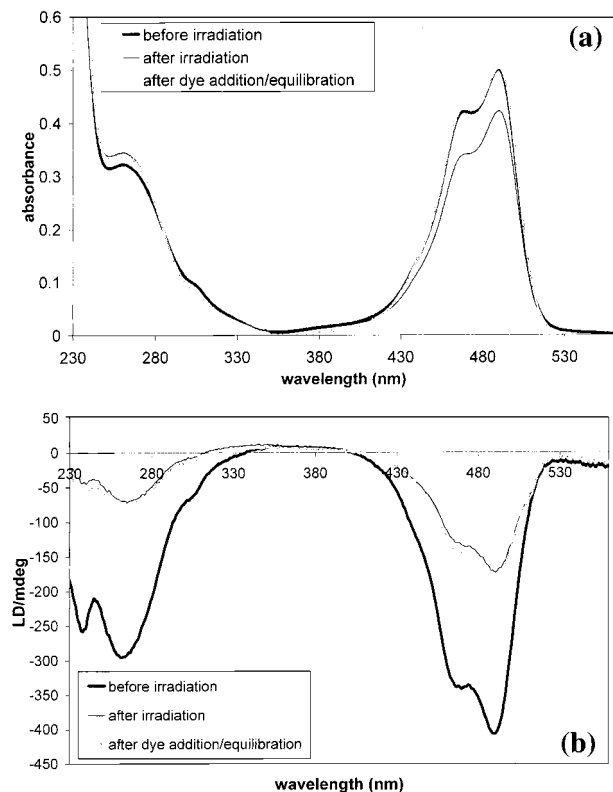 (a)
before irradiation
after irradiation
after dye addition/equilibration
0.6
0.5
0.4
0.3
0.2
0.1
0
absorbance
230 280 330 380 430 480 530
wavelength (nm)
50
0
-50
-100
-150
-200
-250
-300
-350
-400
-450
LD/mdeg
230 280 330 380 430 480 530
before irradiation
after irradiation
after dye addition/equilibration
(b)
wavelength (nm)